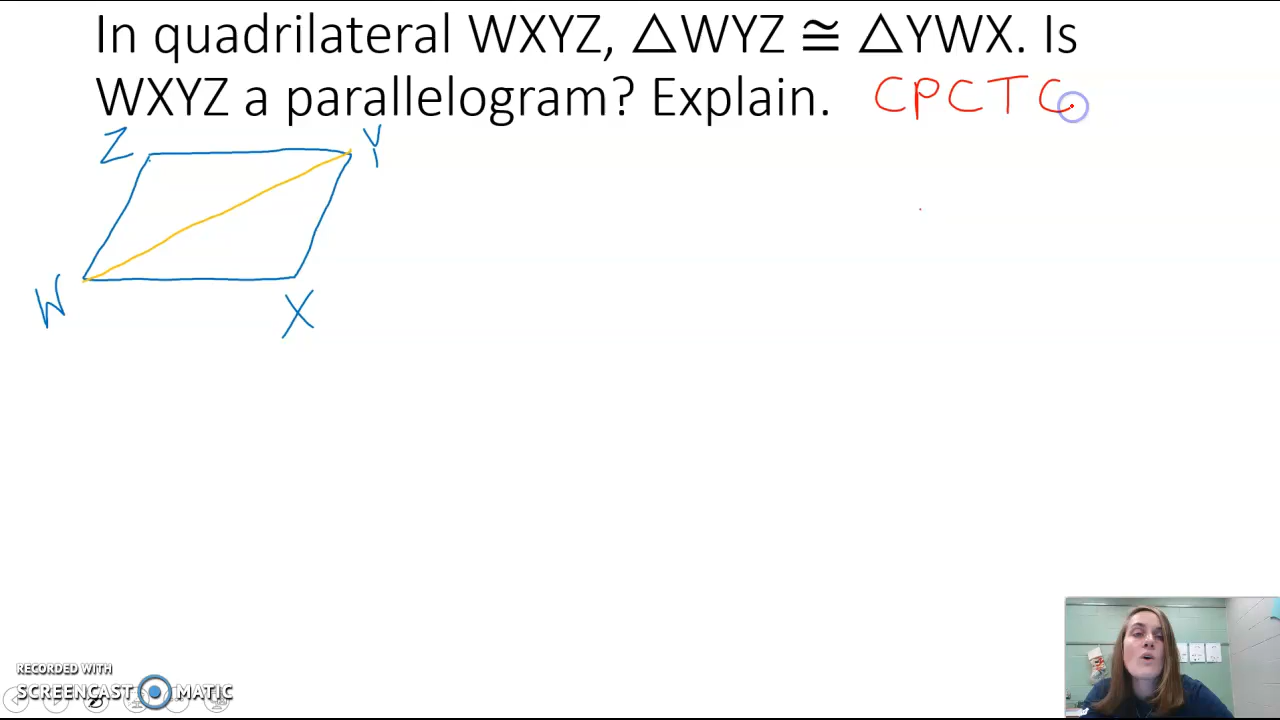 In quadrilateral WXYZ, △WYZ ≅ △YWX. Is
WXYZ a parallelogram? Explain. CPCTC
Z Y
W X
RECORDED WITH
SCREENCAST MATIC